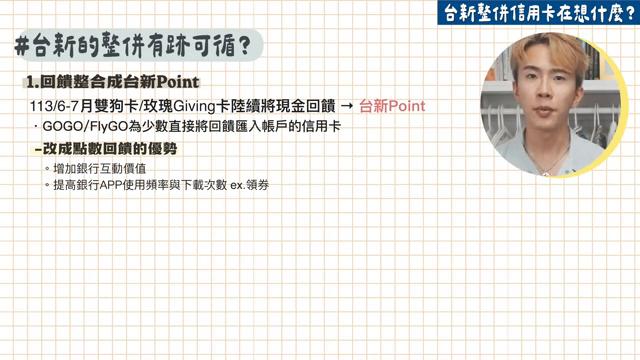 台新整併信用卡在想什麼？
#台新的整併有跡可循？
1.回饋整合成台新Point
113/6-7月雙狗卡/玫瑰Giving卡陸續將現金回饋 → 台新Point
・GOGO/FlyGO為少數直接將回饋匯入帳戶的信用卡
-改成點數回饋的優勢
◦增加銀行互動價值
◦提高銀行APP使用頻率與下載次數 ex.領券